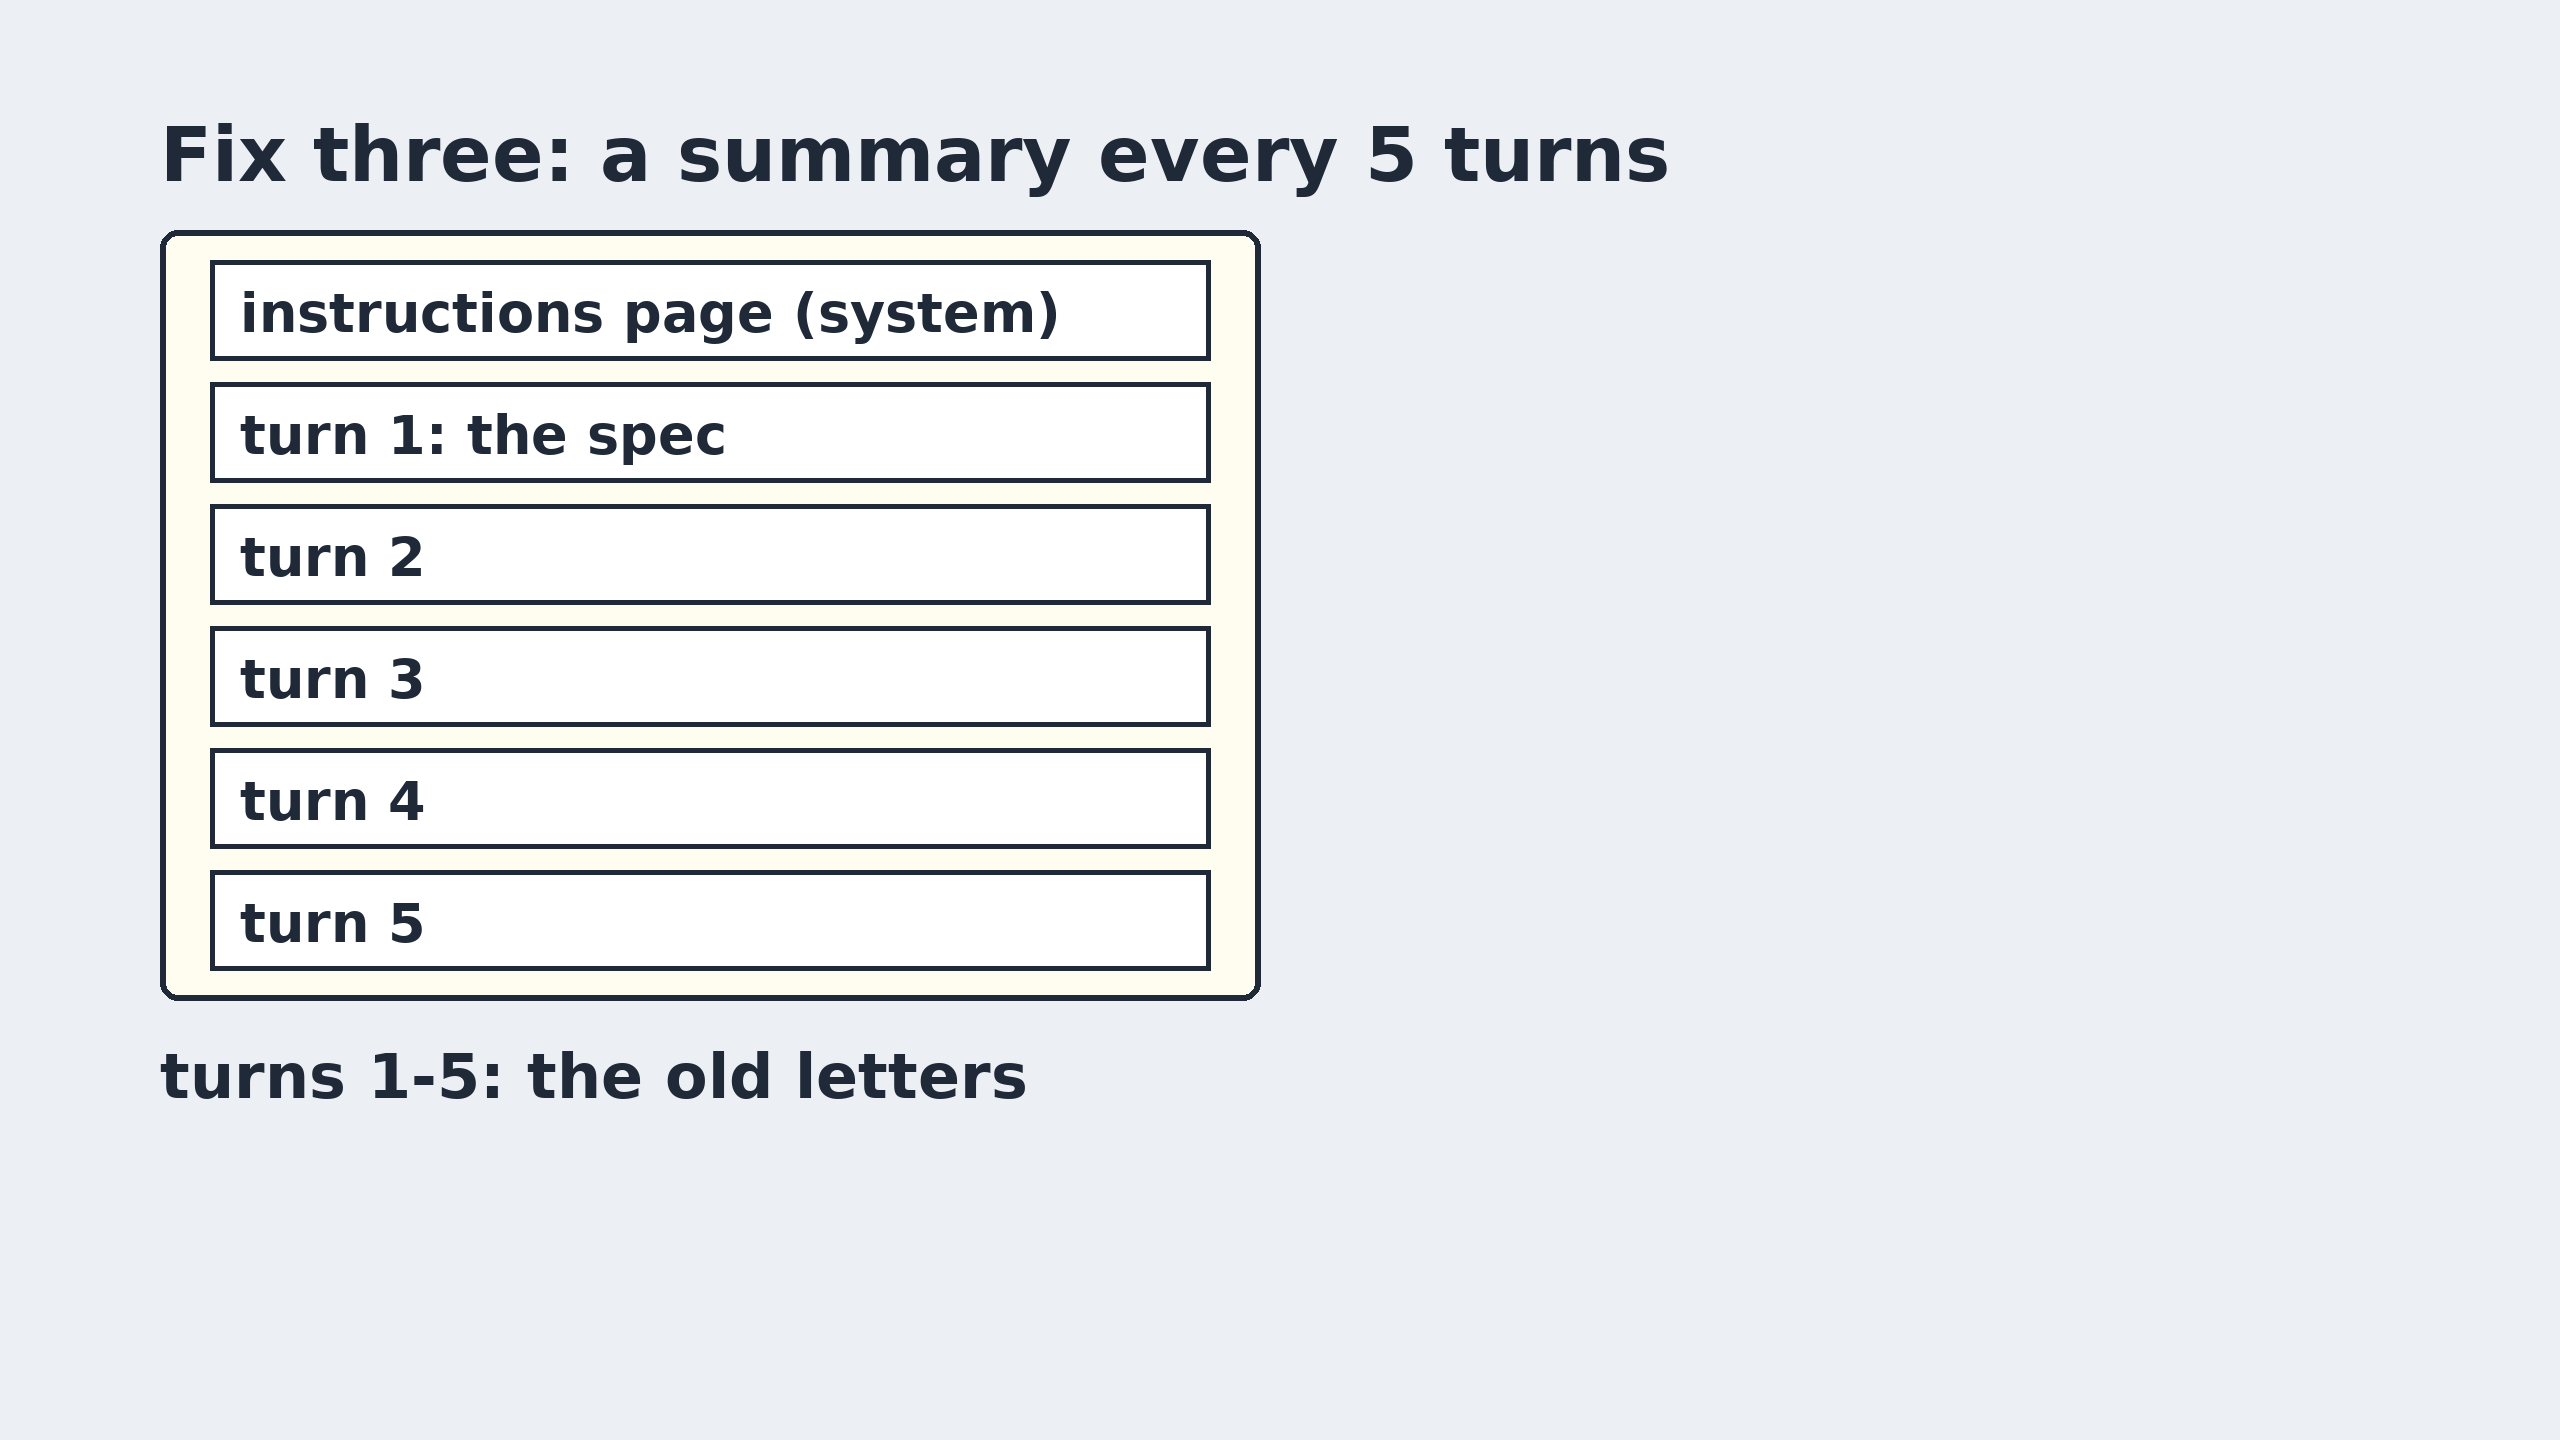 Fix three: a summary every 5 turns
instructions page (system)
turn 1: the spec
turn 2
turn 3
turn 4
turn 5
turns 1-5: the old letters